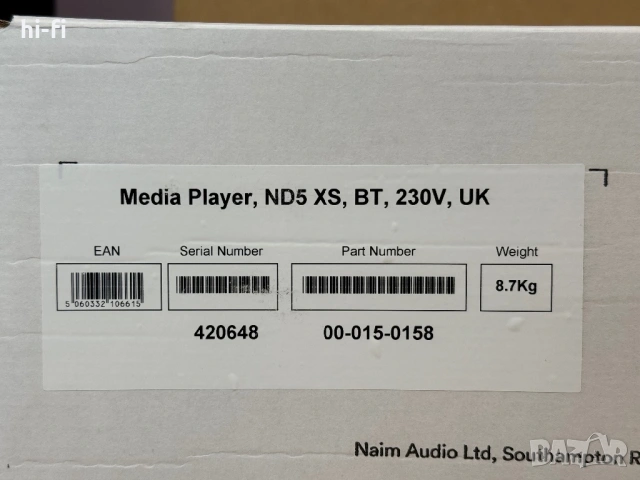 hi-fi
Media Player, ND5 XS, BT, 230V, UK
EAN Serial Number Part Number Weight
5 060332 106615 8.7Kg
420648 00-015-0158
Naim Audio Ltd, Southampton R
BAZAR